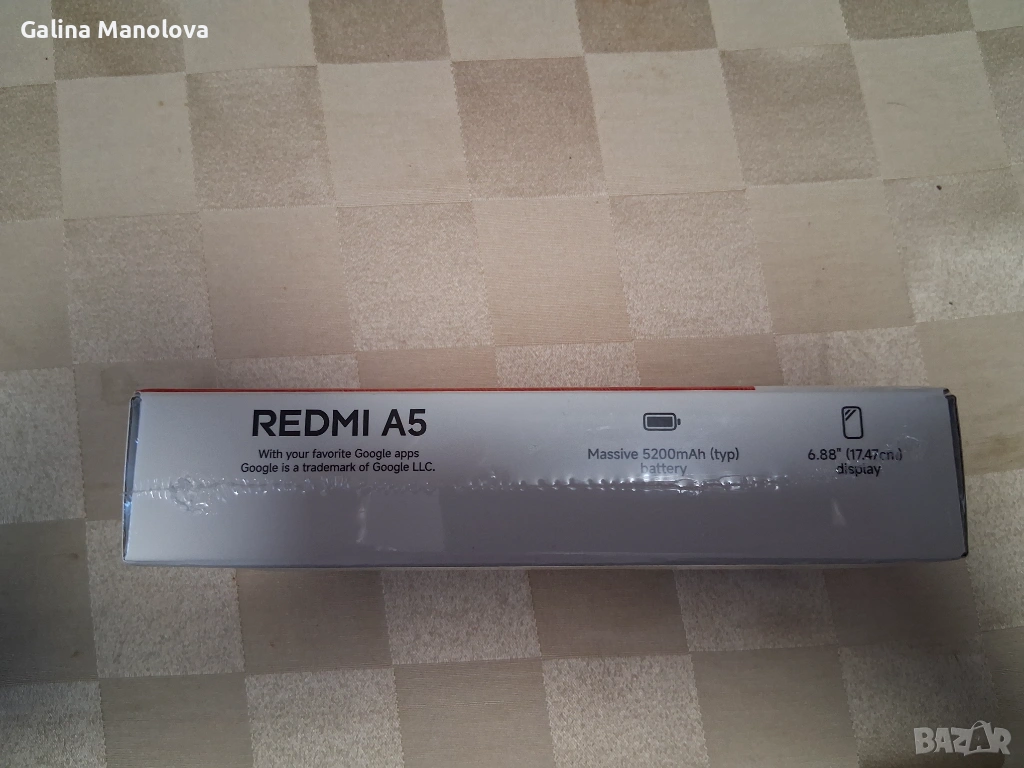 Galina Manolova
REDMI A5
With your favorite Google apps
Google is a trademark of Google LLC.
Massive 5200mAh (typ)
battery
6.88" (17.47cm)
display
BAZAR